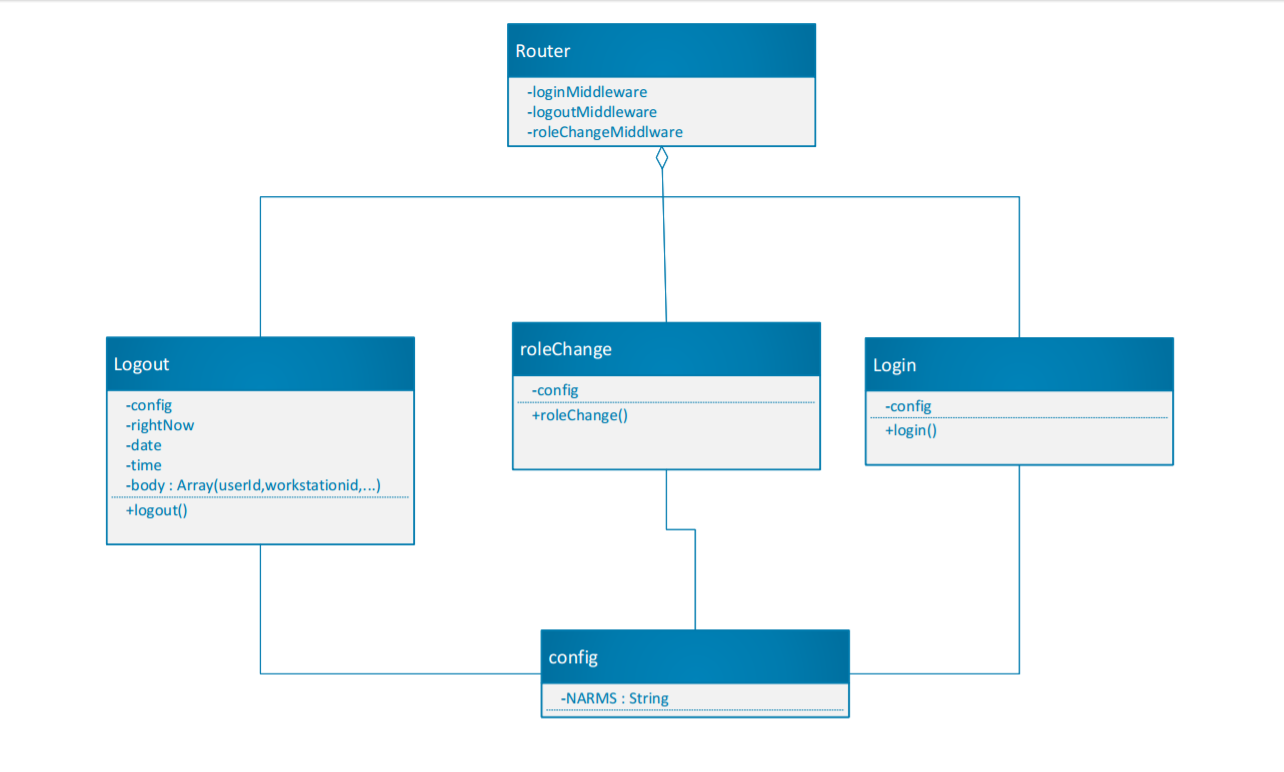 Router
-loginMiddleware
-logoutMiddleware
-roleChangeMiddlware
Logout
-config
-rightNow
-date
-time
-body : Array(userId,workstationid,...)
+logout()
roleChange
-config
+roleChange()
Login
-config
+login()
config
-NARMS : String